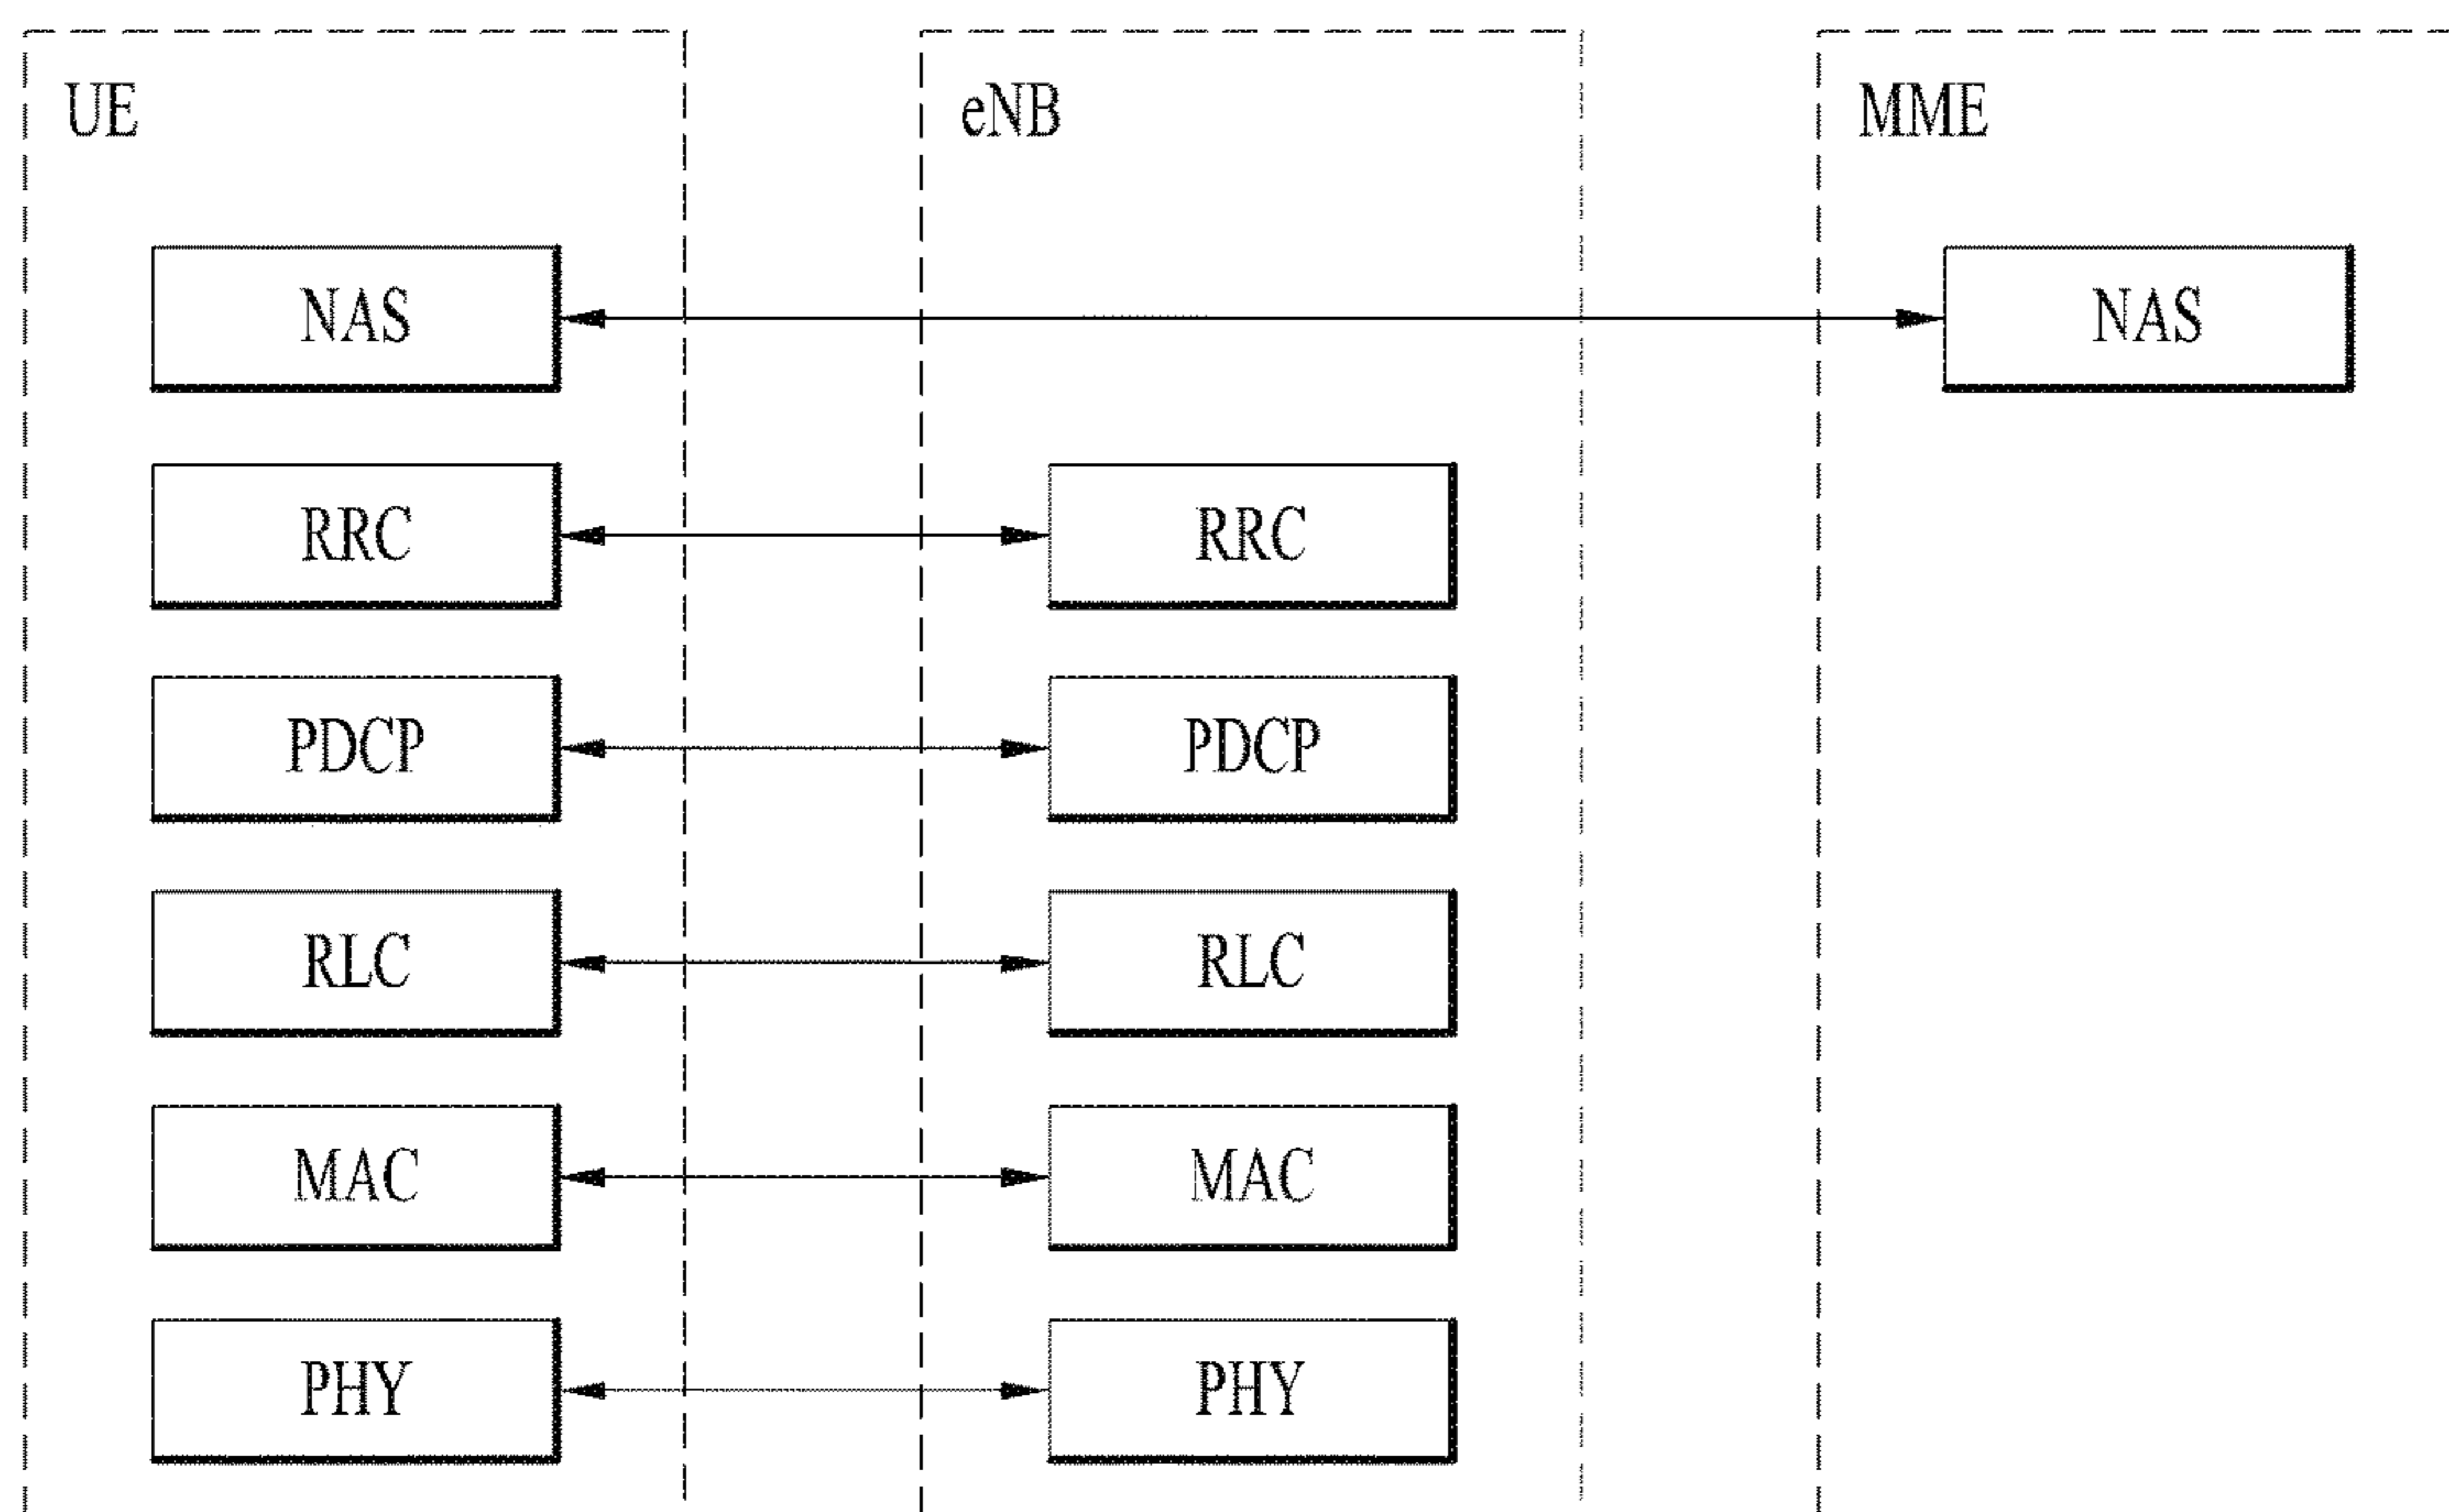 UE
eNB
MME
NAS
NAS
RRC
RRC
PDCP
PDCP
RLC
RLC
MAC
MAC
PHY
PHY